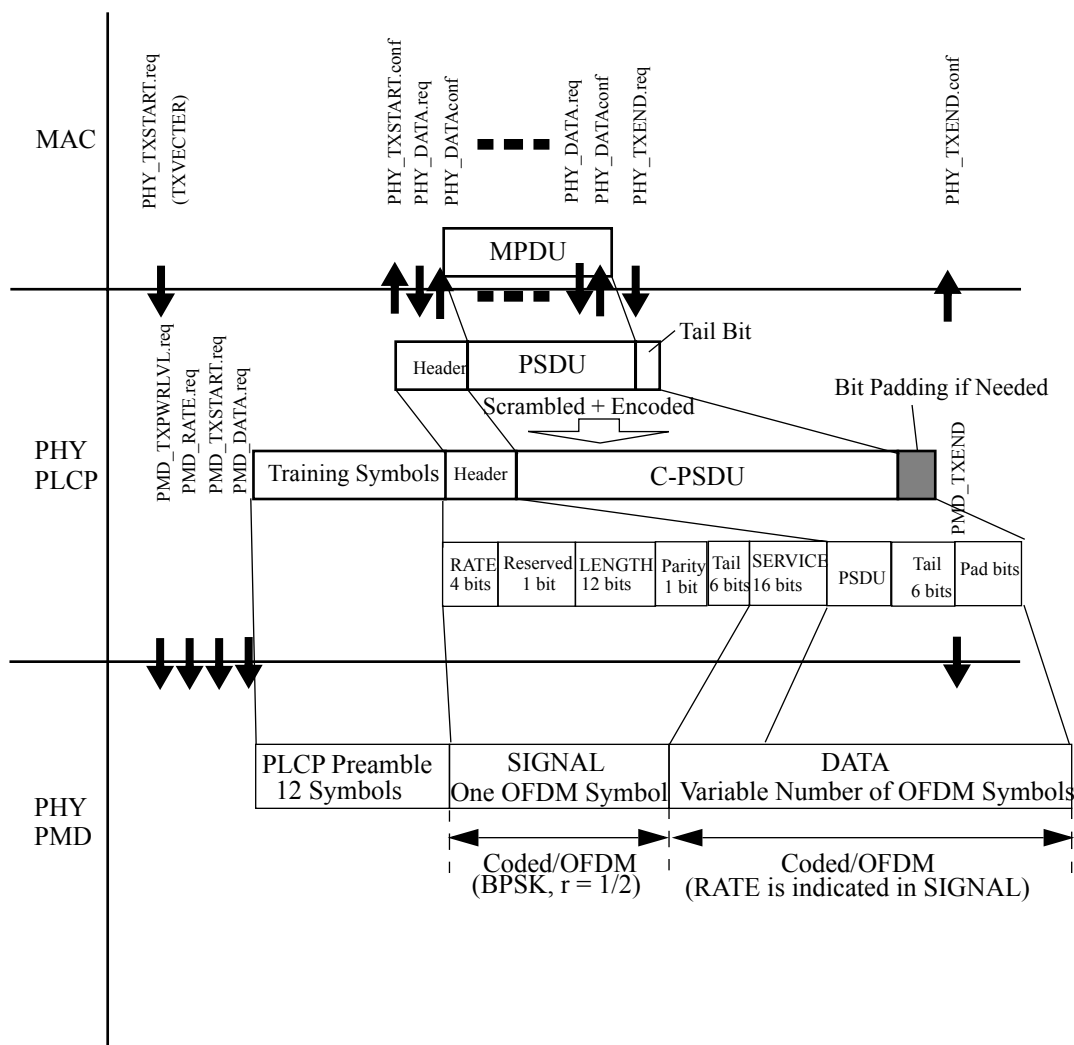 MAC
PHY_TXSTART.req
(TXVECTER)
PHY_TXSTART.conf
PHY_DATA.req
PHY_DATAconf
PHY_DATA.req
PHY_DATAconf
PHY_TXEND.req
PHY_TXEND.conf
MPDU
Tail Bit
Header
PSDU
Scrambled + Encoded
Bit Padding if Needed
PHY
PLCP
PMD_TXPWRLVL.req
PMD_RATE.req
PMD_TXSTART.req
PMD_DATA.req
Training Symbols
Header
C-PSDU
PMD_TXEND
RATE
4 bits
Reserved
1 bit
LENGTH
12 bits
Parity
1 bit
Tail
6 bits
SERVICE
16 bits
PSDU
Tail
6 bits
Pad bits
PHY
PMD
PLCP Preamble
12 Symbols
SIGNAL
One OFDM Symbol
DATA
Variable Number of OFDM Symbols
Coded/OFDM
(BPSK, r = 1/2)
Coded/OFDM
(RATE is indicated in SIGNAL)